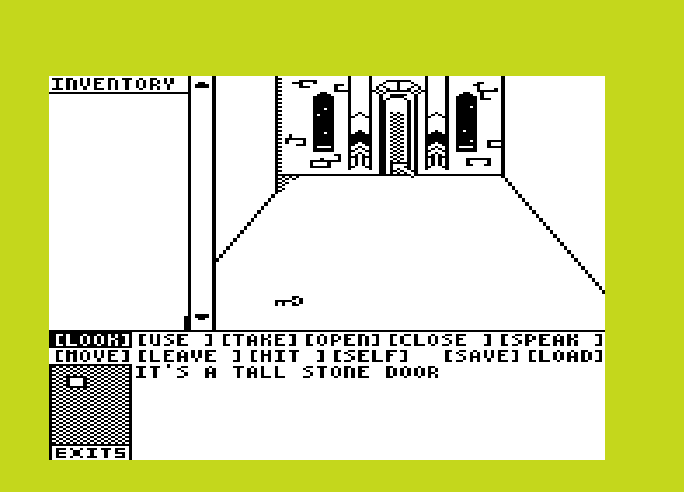 INVENTORY
[LOOK] [USE ] [TAKE] [OPEN] [CLOSE ] [SPEAK ]
[MOVE] [LEAVE ] [HIT ] [SELF] [SAVE] [LOAD]
IT'S A TALL STONE DOOR
EXITS